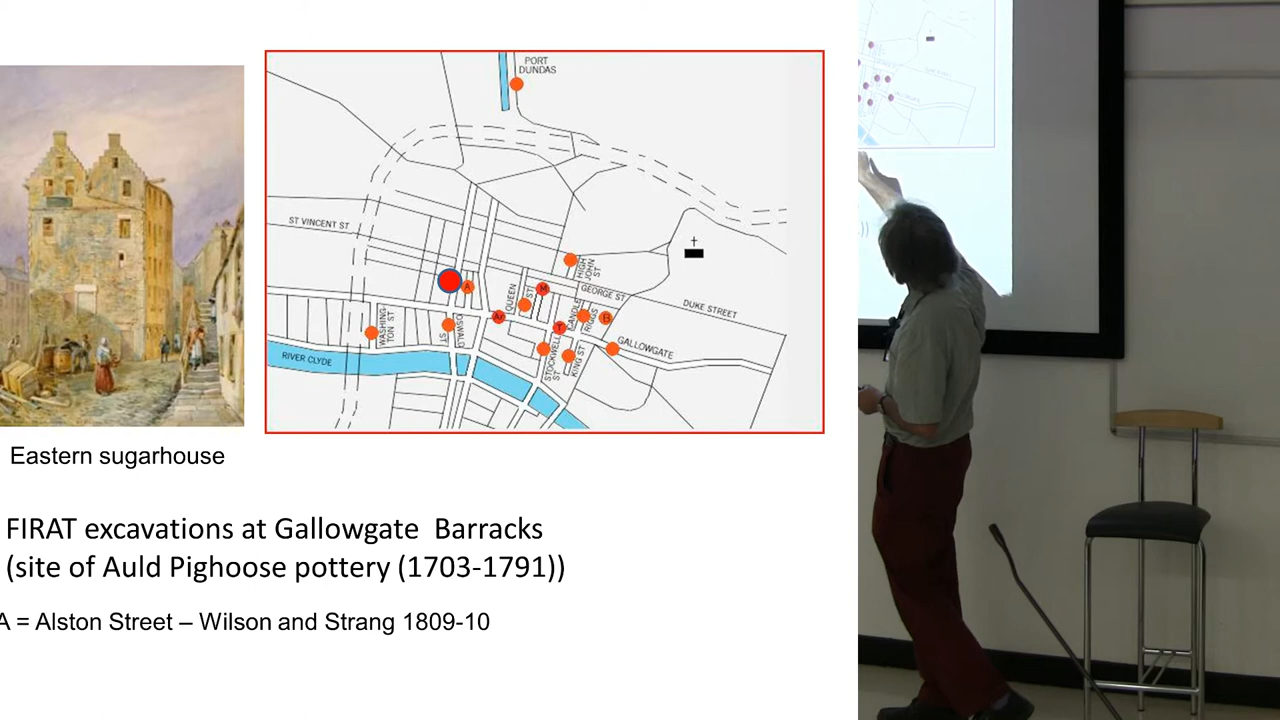 PORT
DUNDAS
ST VINCENT ST
HIGH
JOHN
ST
GEORGE ST
DUKE STREET
QUEEN
ST
M
A
CANDLE
RIGGS
B
WASHING
TON ST
OSWALD
ST
T
GALLOWGATE
STOCKWELL
ST
KING ST
RIVER CLYDE
Eastern sugarhouse
FIRAT excavations at Gallowgate Barracks
(site of Auld Pighoose pottery (1703-1791))
A = Alston Street – Wilson and Strang 1809-10